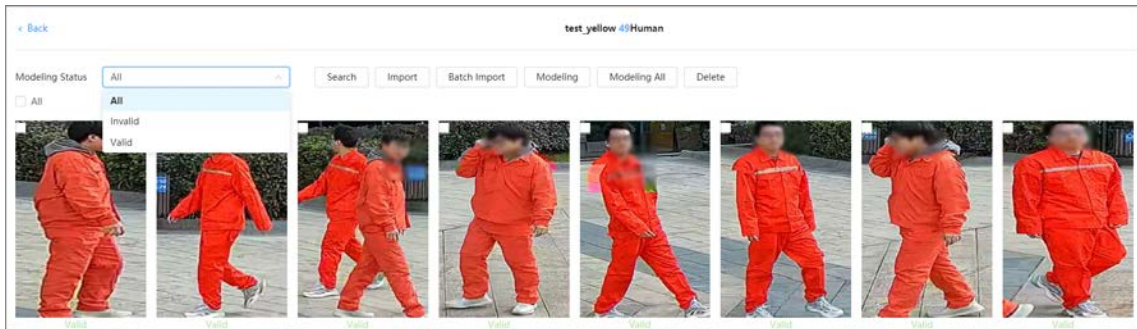 < Back
test_yellow 49Human
Modeling Status All Search Import Batch Import Modeling Modeling All Delete
All
All
Invalid
Valid
Valid Valid Valid Valid Valid Valid Valid Valid